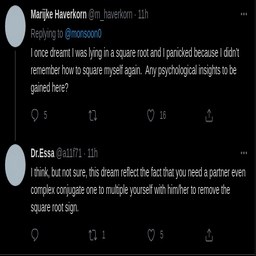 Marijke Haverkorn @m_haverkorn · 11h
Replying to @monsoon0
I once dreamt I was lying in a square root and I panicked because I didn't
remember how to square myself again. Any psychological insights to be
gained here?
5 16
Dr.Essa @a11f71 · 11h
I think, but not sure, this dream reflect the fact that you need a partner even
complex conjugate one to multiple yourself with him/her to remove the
square root sign.
1 5